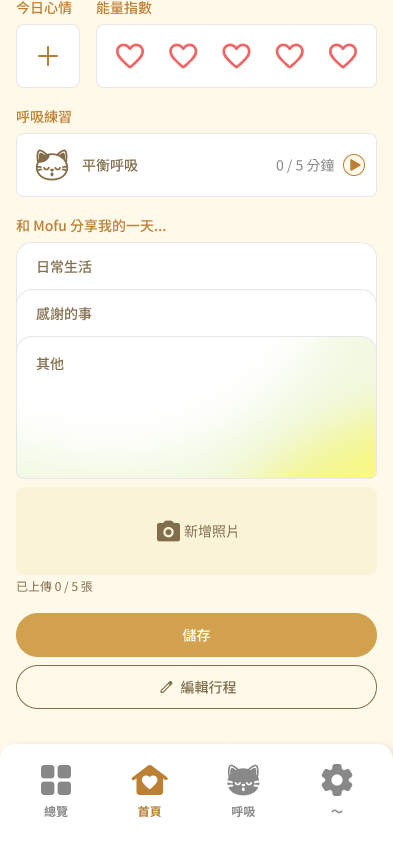 今日心情
能量指數
呼吸練習
平衡呼吸
0 / 5 分鐘
和 Mofu 分享我的一天...
日常生活
感謝的事
其他
新增照片
已上傳 0 / 5 張
儲存
編輯行程
總覽
首頁
呼吸
～